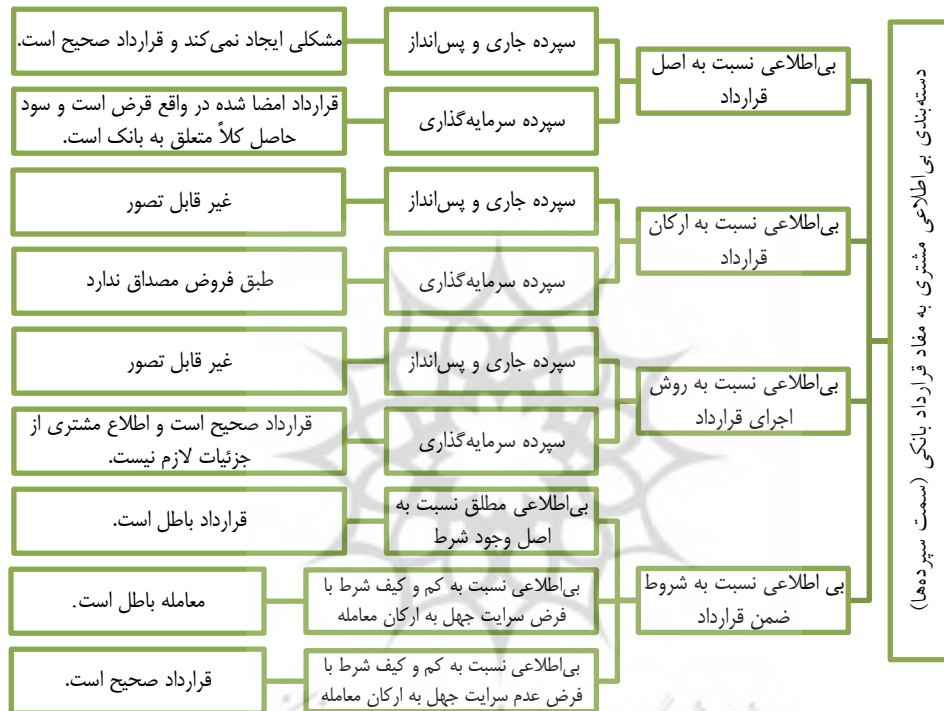 دسته‌بندی بی‌اطلاعی مشتری به مفاد قرارداد بانکی (سمت سپرده‌ها)
بی‌اطلاعی نسبت به اصل
قرارداد
سپرده جاری و پس‌انداز
مشکلی ایجاد نمی‌کند و قرارداد صحیح است.
سپرده سرمایه‌گذاری
قرارداد امضا شده در واقع قرض است و سود
حاصل کلاً متعلق به بانک است.
بی‌اطلاعی نسبت به ارکان
قرارداد
سپرده جاری و پس‌انداز
غیر قابل تصور
سپرده سرمایه‌گذاری
طبق فروض مصداق ندارد
بی‌اطلاعی نسبت به روش
اجرای قرارداد
سپرده جاری و پس‌انداز
غیر قابل تصور
سپرده سرمایه‌گذاری
قرارداد صحیح است و اطلاع مشتری از
جزئیات لازم نیست.
بی اطلاعی نسبت به شروط
ضمن قرارداد
بی‌اطلاعی مطلق نسبت به
اصل وجود شرط
قرارداد باطل است.
بی‌اطلاعی نسبت به کم و کیف شرط با
فرض سرایت جهل به ارکان معامله
معامله باطل است.
بی‌اطلاعی نسبت به کم و کیف شرط با
فرض عدم سرایت جهل به ارکان معامله
قرارداد صحیح است.